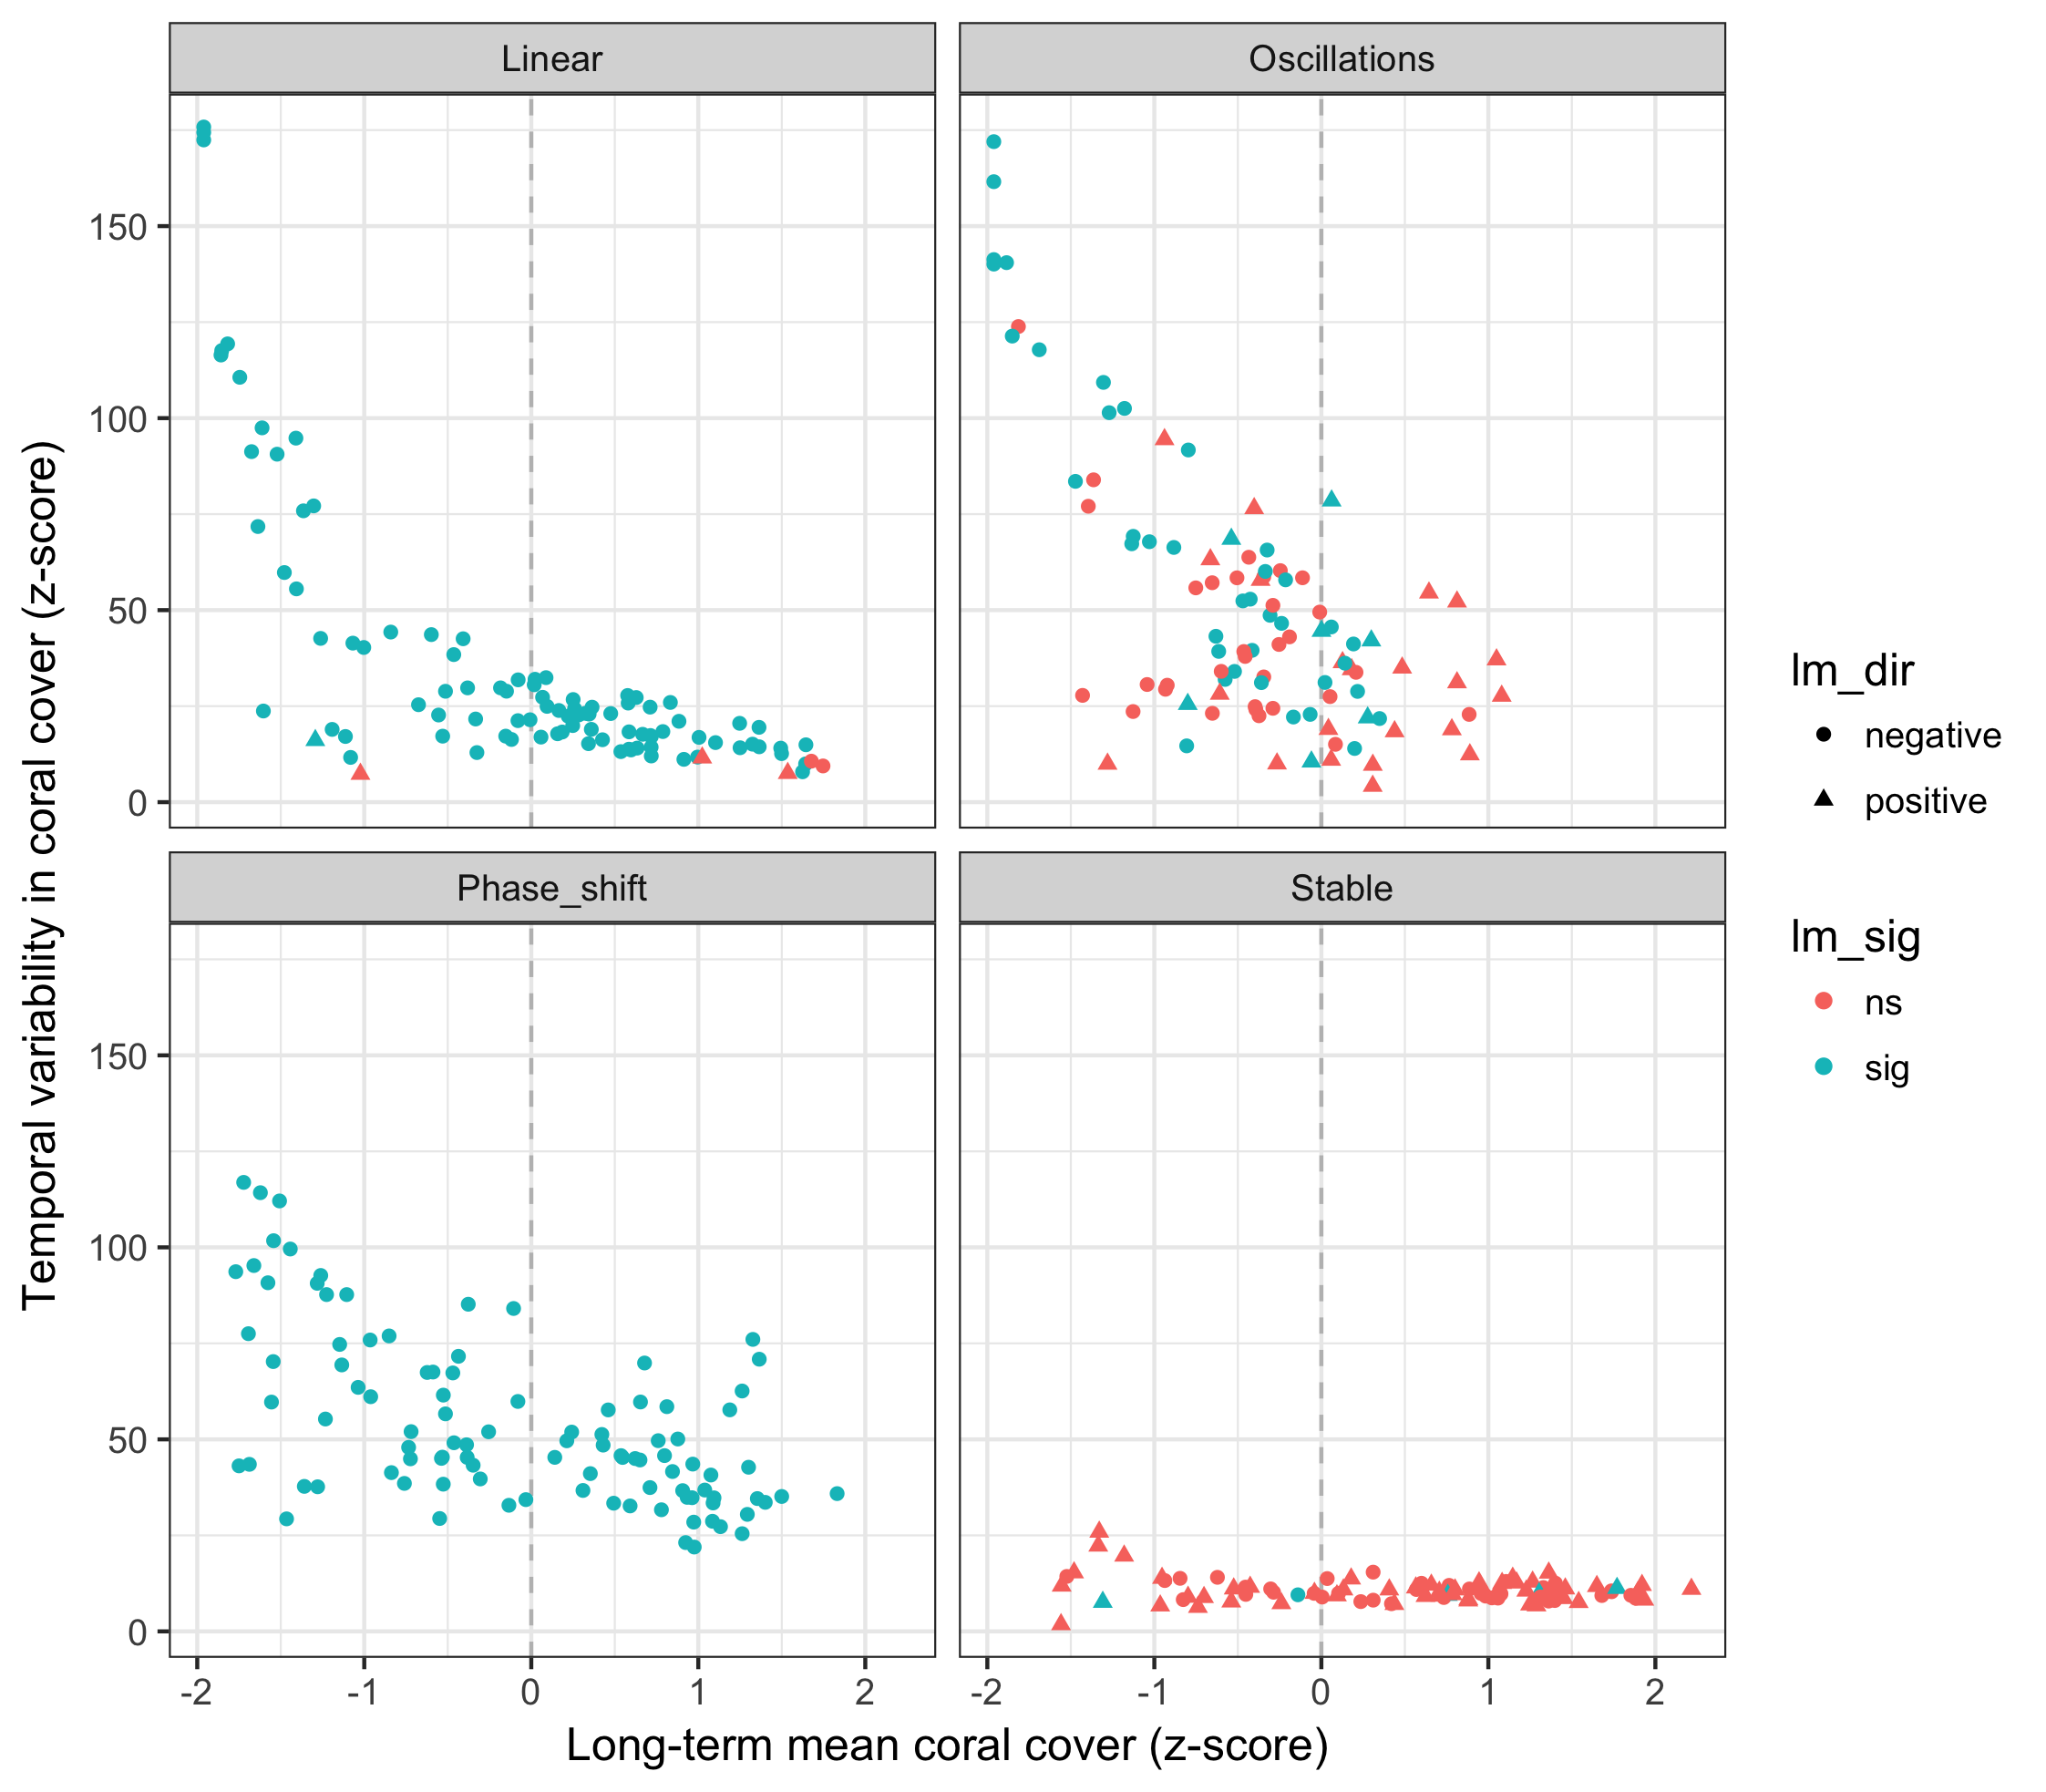 Linear
Oscillations
150
100
50
0
Phase_shift
Stable
150
100
50
0
-2
-1
0
1
2
-2
-1
0
1
2
Long-term mean coral cover (z-score)
Temporal variability in coral cover (z-score)
lm_dir
negative
positive
lm_sig
ns
sig